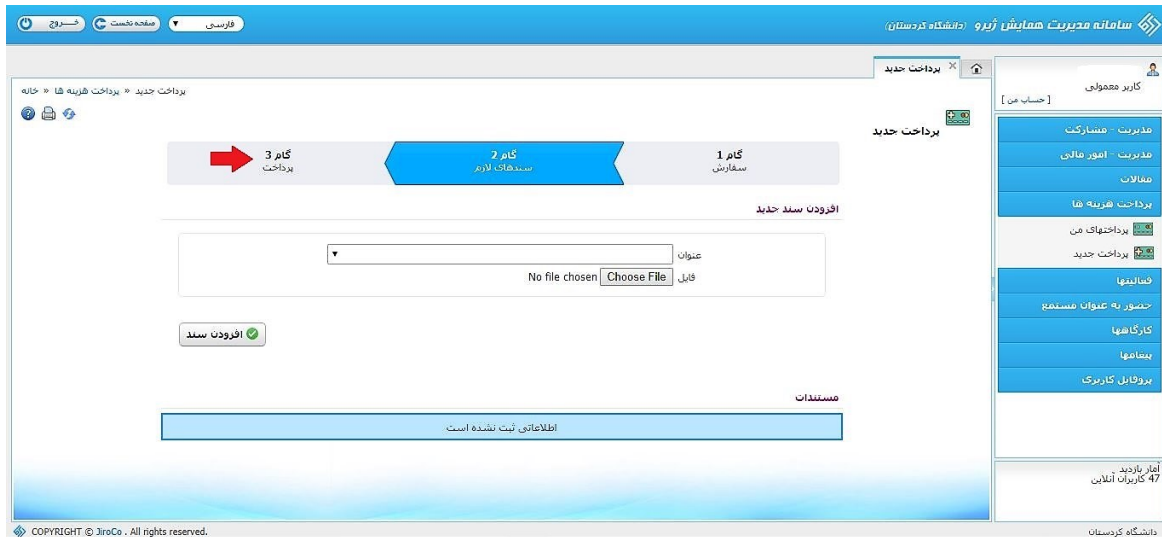 سامانه مدیریت همایش ژیرو (دانشگاه کردستان)
فارسی
صفحه نخست
خـــروج
کاربر معمولی
[ حساب من ]
مدیریت - مشارکت
مدیریت - امور مالی
مقالات
پرداخت هزینه ها
پرداختهای من
پرداخت جدید
فعالیتها
حضور به عنوان مستمع
کارگاهها
پیغامها
پروفایل کاربری
آمار بازدید
47 کاربران آنلاین
پرداخت جدید
خانه » پرداخت هزینه ها » پرداخت جدید
پرداخت جدید
گام 1
سفارش
گام 2
سندهای لازم
گام 3
پرداخت
افزودن سند جدید
عنوان
فایل Choose File No file chosen
افزودن سند
مستندات
اطلاعاتی ثبت نشده است
دانشگاه کردستان
COPYRIGHT © JiroCo . All rights reserved.